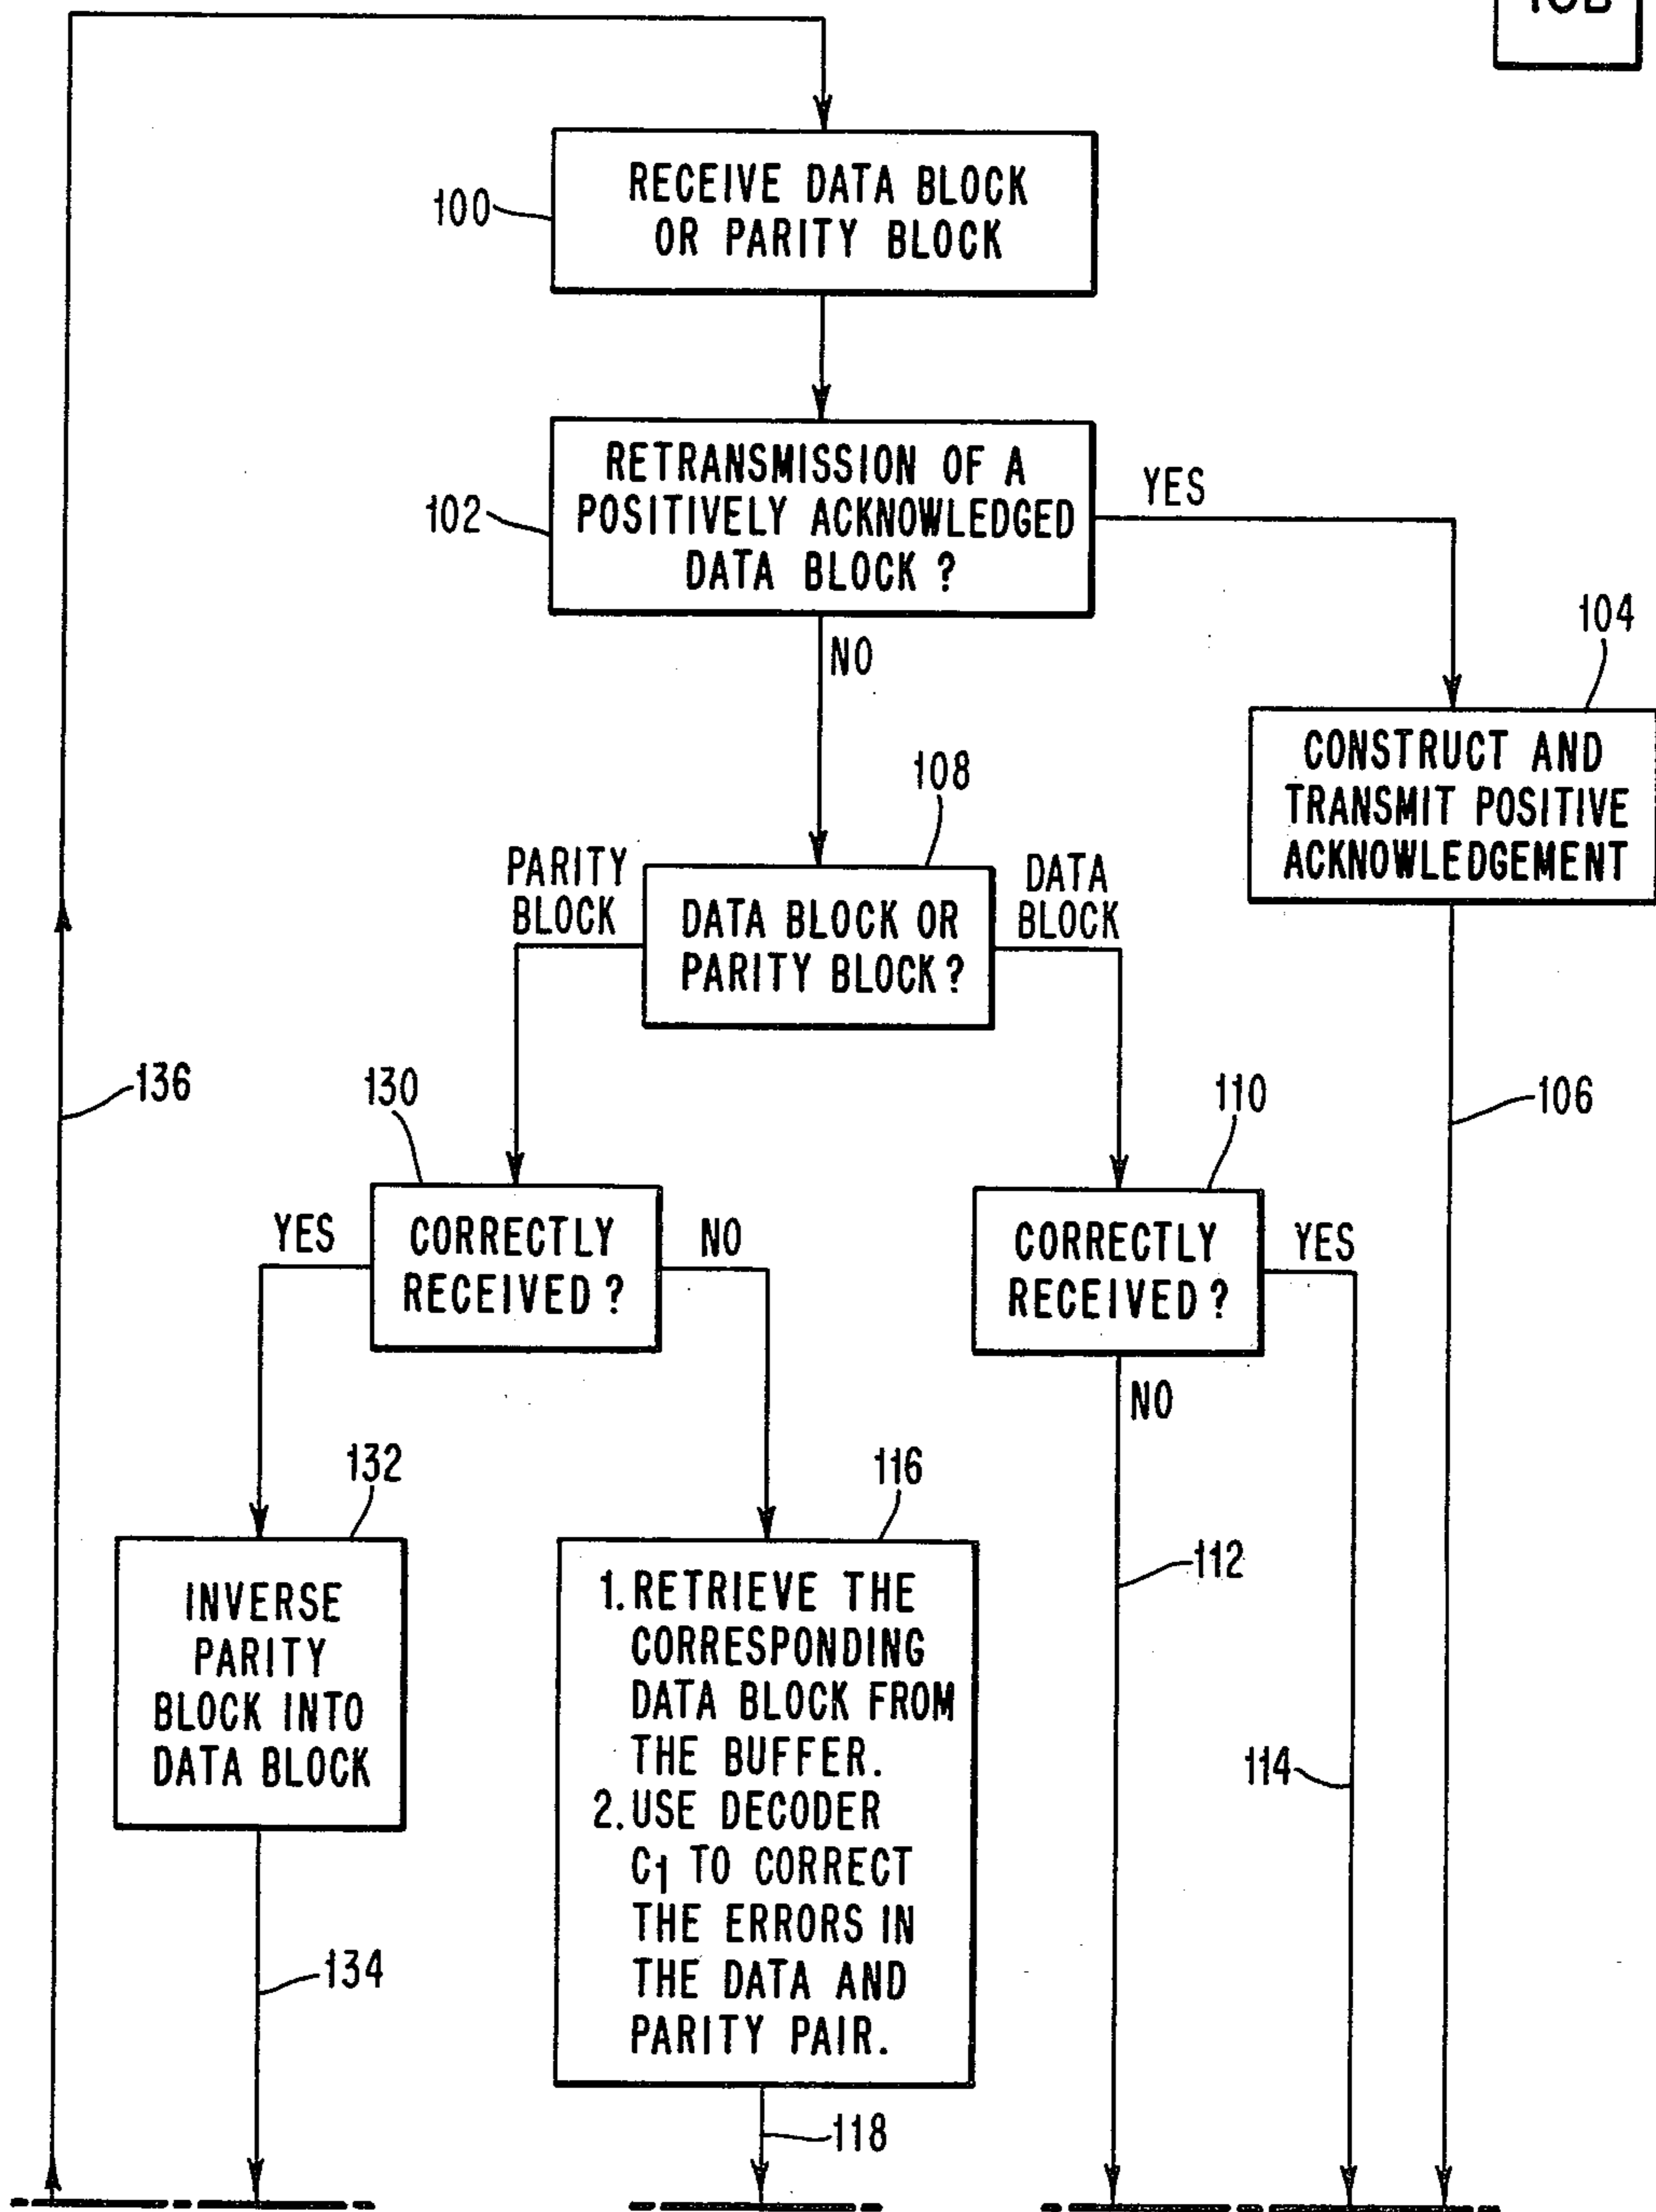 RECEIVE DATA BLOCK
OR PARITY BLOCK
100
RETRANSMISSION OF A
POSITIVELY ACKNOWLEDGED
DATA BLOCK ?
102
YES
NO
104
CONSTRUCT AND
TRANSMIT POSITIVE
ACKNOWLEDGEMENT
108
PARITY
BLOCK
DATA BLOCK OR
PARITY BLOCK ?
DATA
BLOCK
136
130
110
106
YES
CORRECTLY
RECEIVED ?
NO
CORRECTLY
RECEIVED ?
YES
NO
132
116
112
INVERSE
PARITY
BLOCK INTO
DATA BLOCK
1. RETRIEVE THE
CORRESPONDING
DATA BLOCK FROM
THE BUFFER.
2. USE DECODER
C1 TO CORRECT
THE ERRORS IN
THE DATA AND
PARITY PAIR.
114
134
118